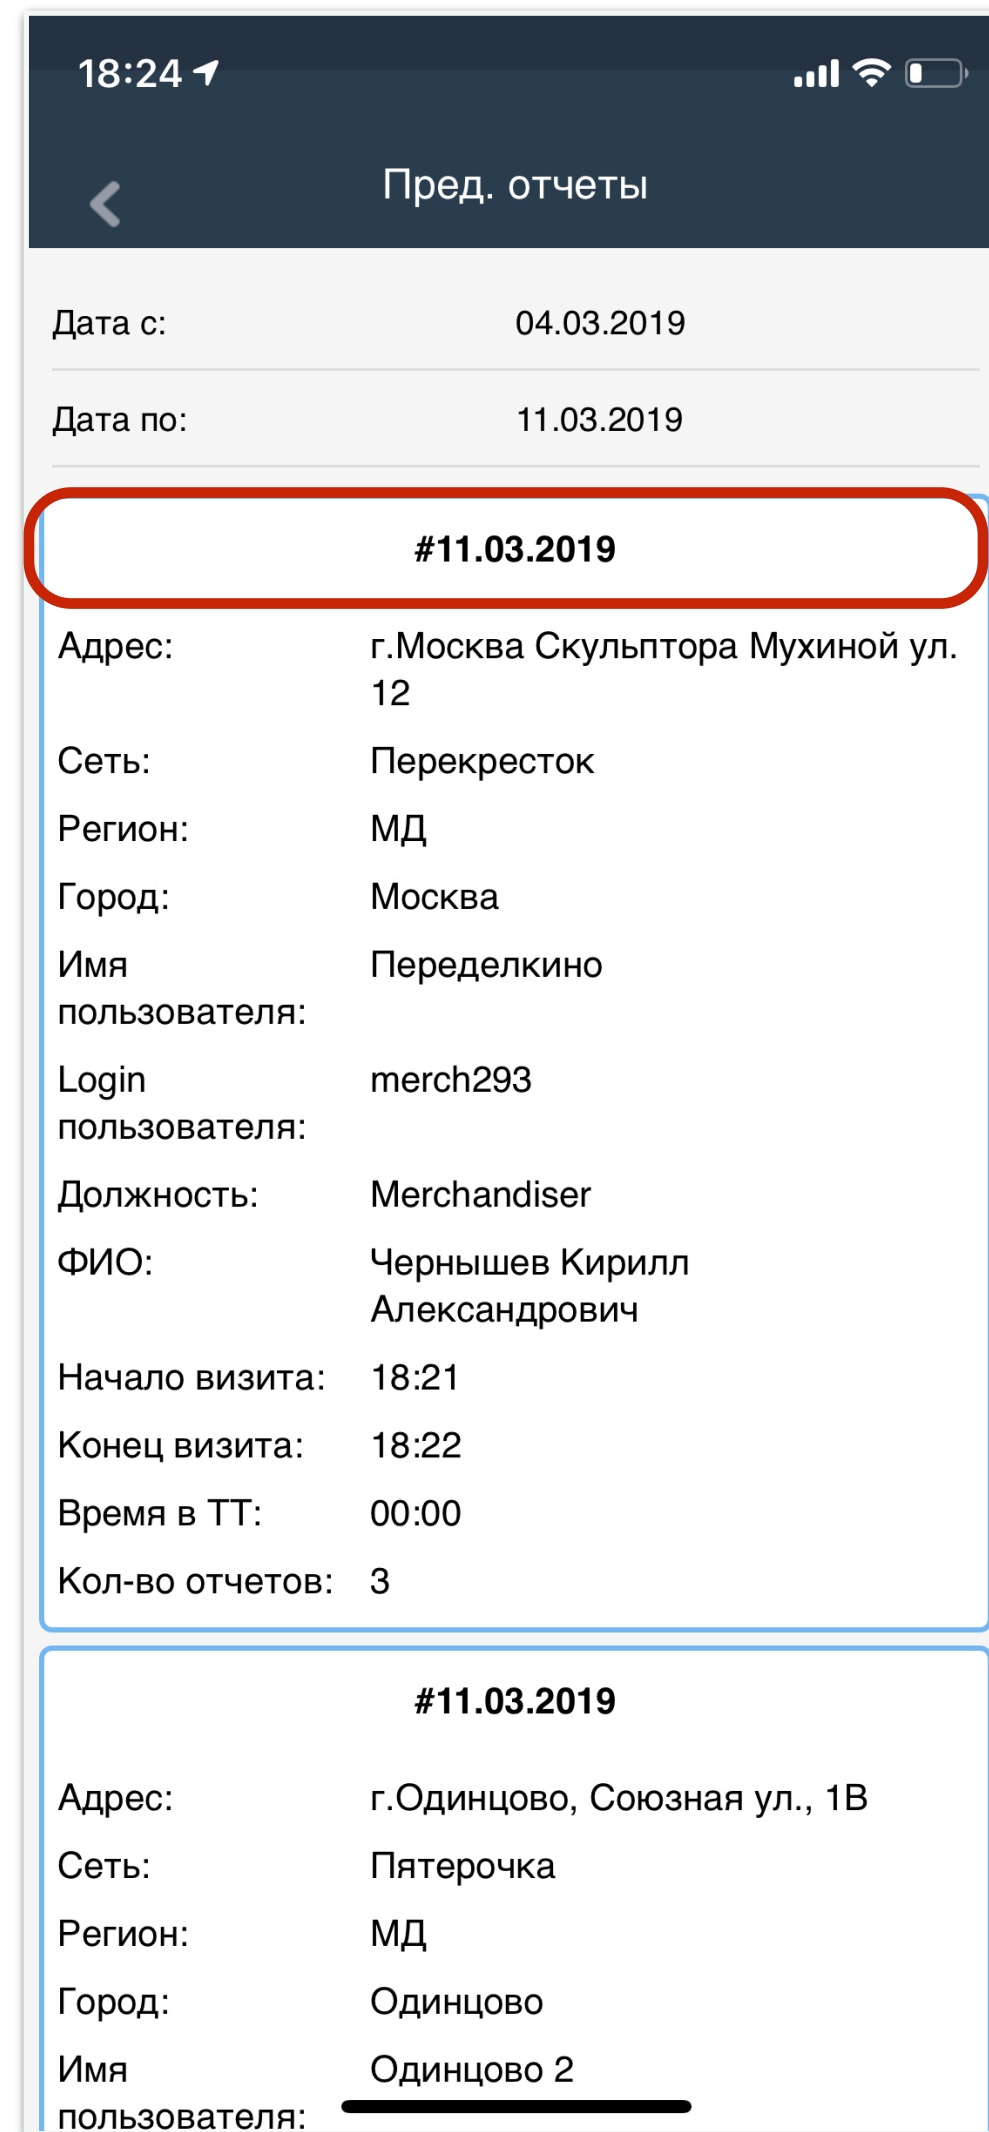 18:24
Пред. отчеты
Дата с: 04.03.2019
Дата по: 11.03.2019
#11.03.2019
Адрес: г.Москва Скульптора Мухиной ул.
12
Сеть: Перекресток
Регион: МД
Город: Москва
Имя Переделкино
пользователя:
Login merch293
пользователя:
Должность: Merchandiser
ФИО: Чернышев Кирилл
Александрович
Начало визита: 18:21
Конец визита: 18:22
Время в ТТ: 00:00
Кол-во отчетов: 3
#11.03.2019
Адрес: г.Одинцово, Союзная ул., 1В
Сеть: Пятерочка
Регион: МД
Город: Одинцово
Имя Одинцово 2
пользователя: